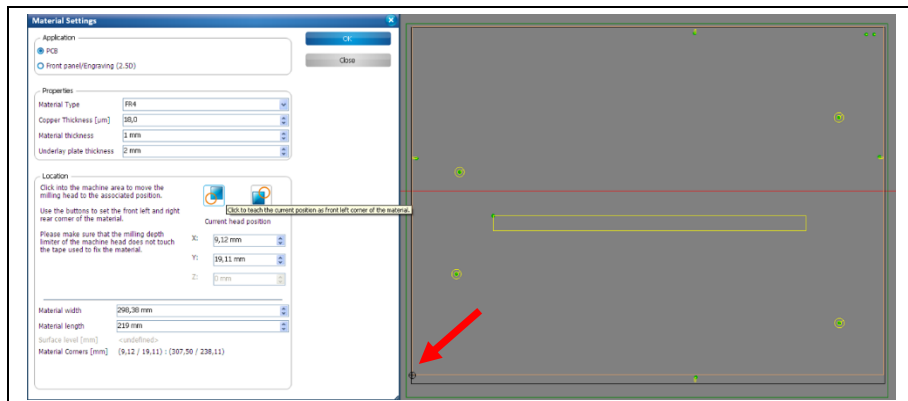 Material Settings
Application
PCB
Front panel/Engraving (2.5D)
OK
Close
Properties
Material Type FR4
Copper Thickness [µm] 18,0
Material thickness 1 mm
Underlay plate thickness 2 mm
Location
Click into the machine area to move the
milling head to the associated position.
Use the buttons to set the front left and right
rear corner of the material.
Please make sure that the milling depth
limiter of the machine head does not touch
the tape used to fix the material.
Click to teach the current position as front left corner of the material.
Current head position
X: 9,12 mm
Y: 19,11 mm
Z: 0 mm
Material width 298,38 mm
Material length 219 mm
Surface level [mm] <undefined>
Material Corners [mm] (9,12 / 19,11) : (307,50 / 238,11)